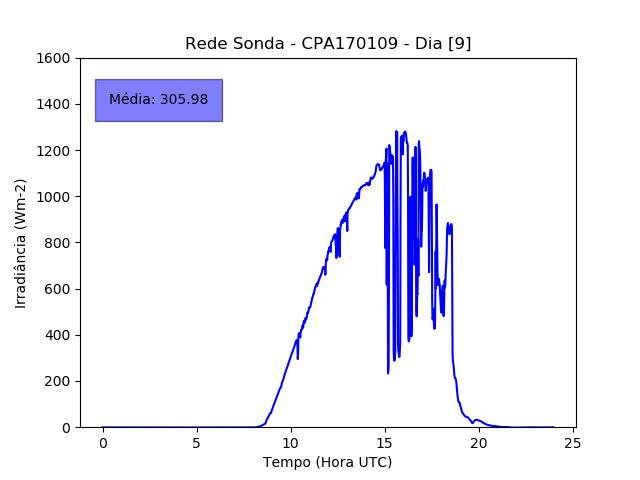 Rede Sonda - CPA170109 - Dia [9]
1600
1400
1200
1000
800
600
400
200
0
Média: 305.98
Irradiância (Wm-2)
0 5 10 15 20 25
Tempo (Hora UTC)